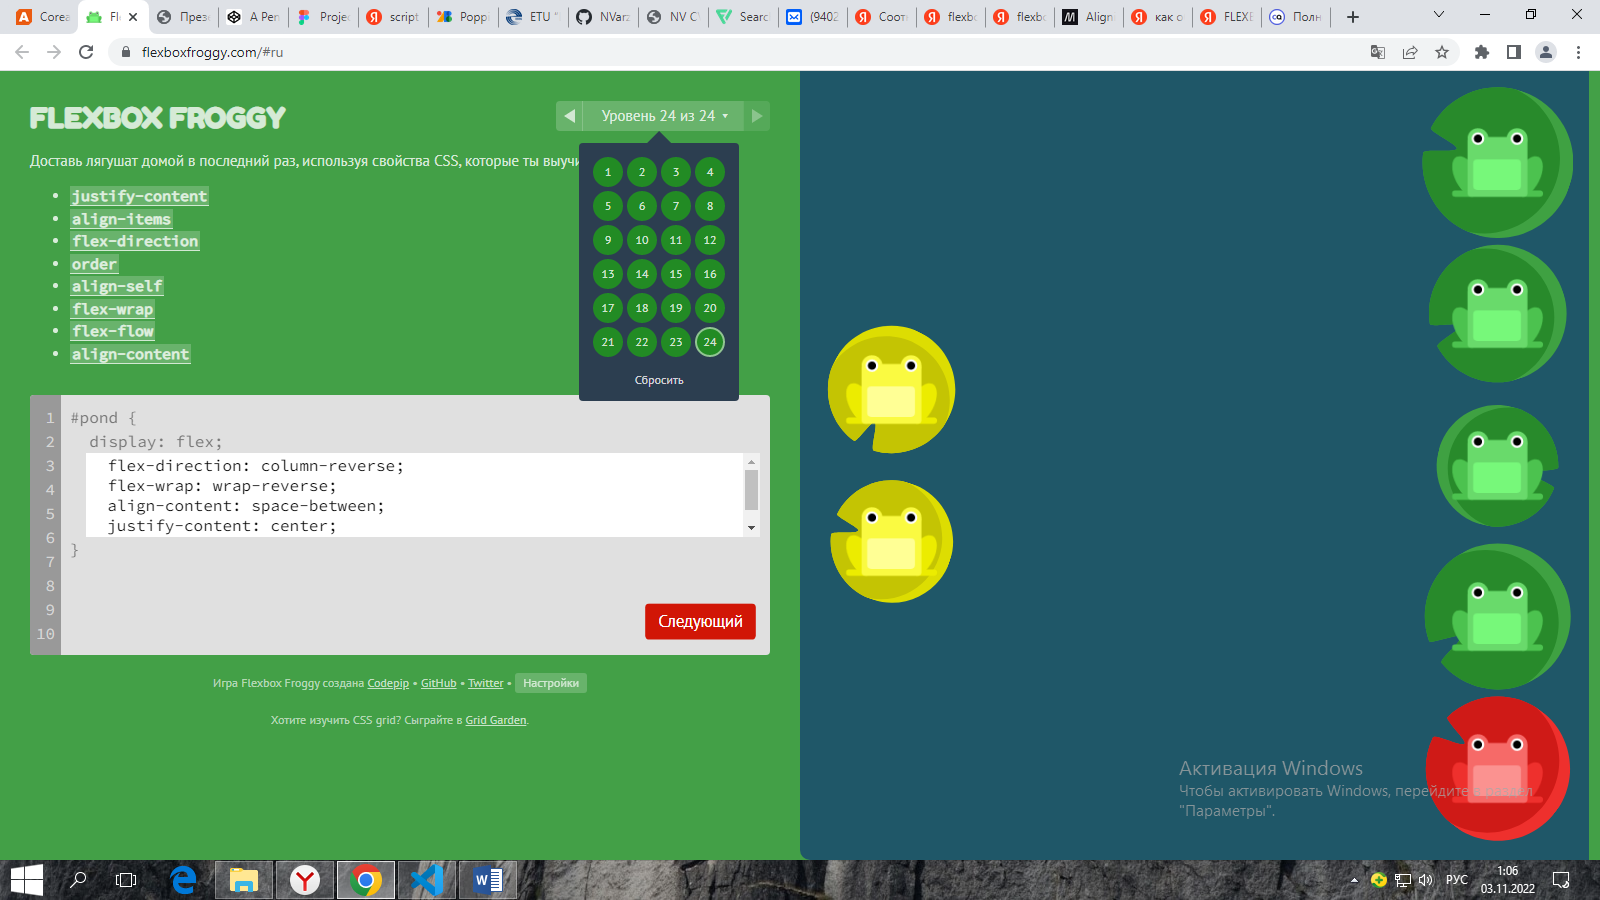 Corea
Fl
През
A Per
Proje
script
Popp
ETU "
NVarz
NV C
Searc
(9402
Соот
flexbo
flexbo
Align
как о
FLEXB
Полн
flexboxfroggy.com/#ru
FLEXBOX FROGGY
Уровень 24 из 24
Доставь лягушат домой в последний раз, используя свойства CSS, которые ты выучи
justify-content
align-items
flex-direction
order
align-self
flex-wrap
flex-flow
align-content
1 2 3 4
5 6 7 8
9 10 11 12
13 14 15 16
17 18 19 20
21 22 23 24
Сбросить
1 #pond {
2 display: flex;
3 flex-direction: column-reverse;
4 flex-wrap: wrap-reverse;
5 align-content: space-between;
6 justify-content: center;
7 }
8
9
10
Следующий
Игра Flexbox Froggy создана Codepip • GitHub • Twitter • Настройки
Хотите изучить CSS grid? Сыграйте в Grid Garden.
Активация Windows
Чтобы активировать Windows, перейдите в раздел
"Параметры".
РУС
1:06
03.11.2022